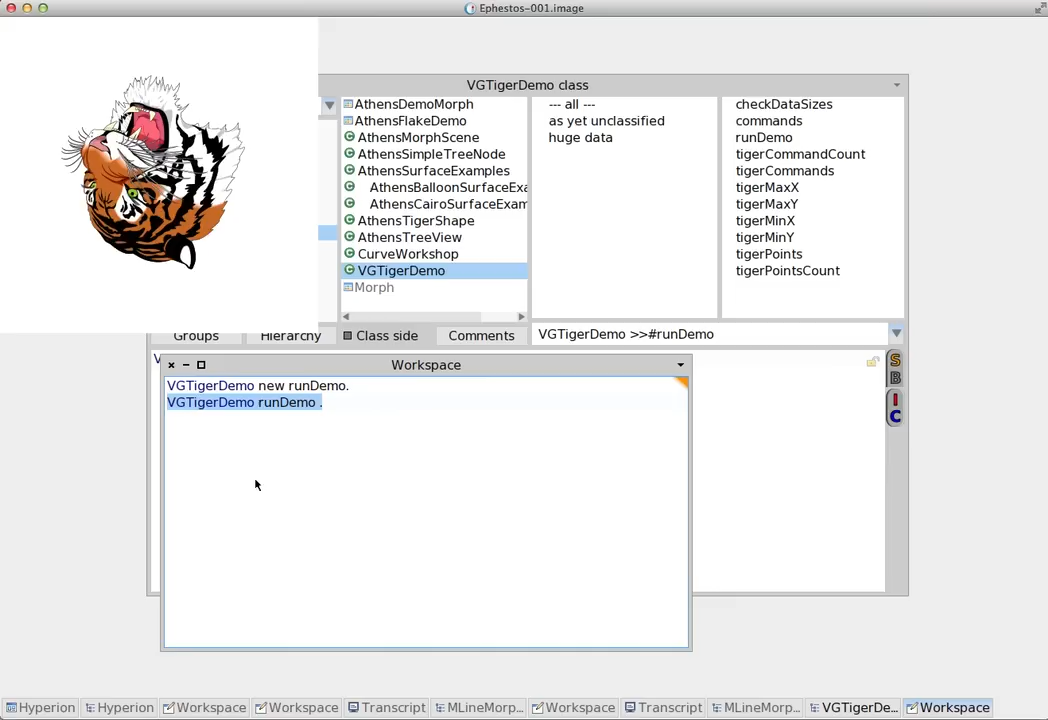 Ephestos-001.image
VGTigerDemo class
AthensDemoMorph
AthensFlakeDemo
AthensMorphScene
AthensSimpleTreeNode
AthensSurfaceExamples
AthensBalloonSurfaceExa
AthensCairoSurfaceExam
AthensTigerShape
AthensTreeView
CurveWorkshop
VGTigerDemo
Morph
--- all ---
as yet unclassified
huge data
checkDataSizes
commands
runDemo
tigerCommandCount
tigerCommands
tigerMaxX
tigerMaxY
tigerMinX
tigerMinY
tigerPoints
tigerPointsCount
Groups Hierarchy Class side Comments VGTigerDemo >>#runDemo
V
S
B
I
C
Workspace
VGTigerDemo new runDemo.
VGTigerDemo runDemo .
Hyperion Hyperion Workspace Workspace Transcript MLineMorp... Workspace Transcript MLineMorp... VGTigerDe... Workspace